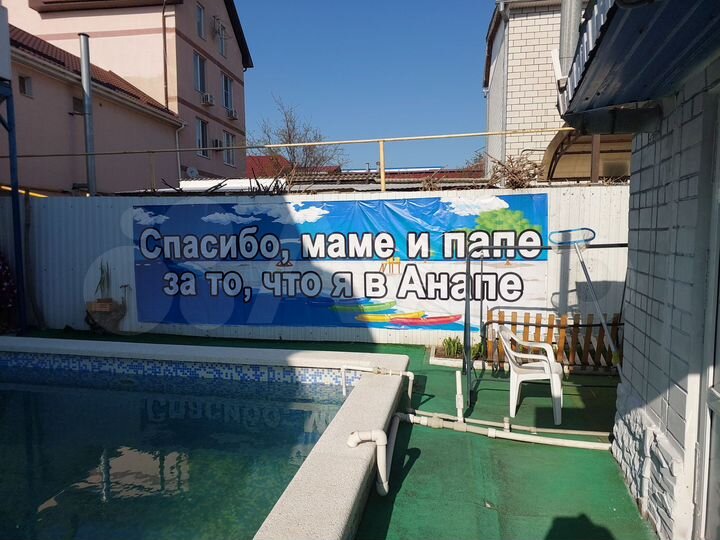 Спасибо, маме и папе
за то, что я в Анапе